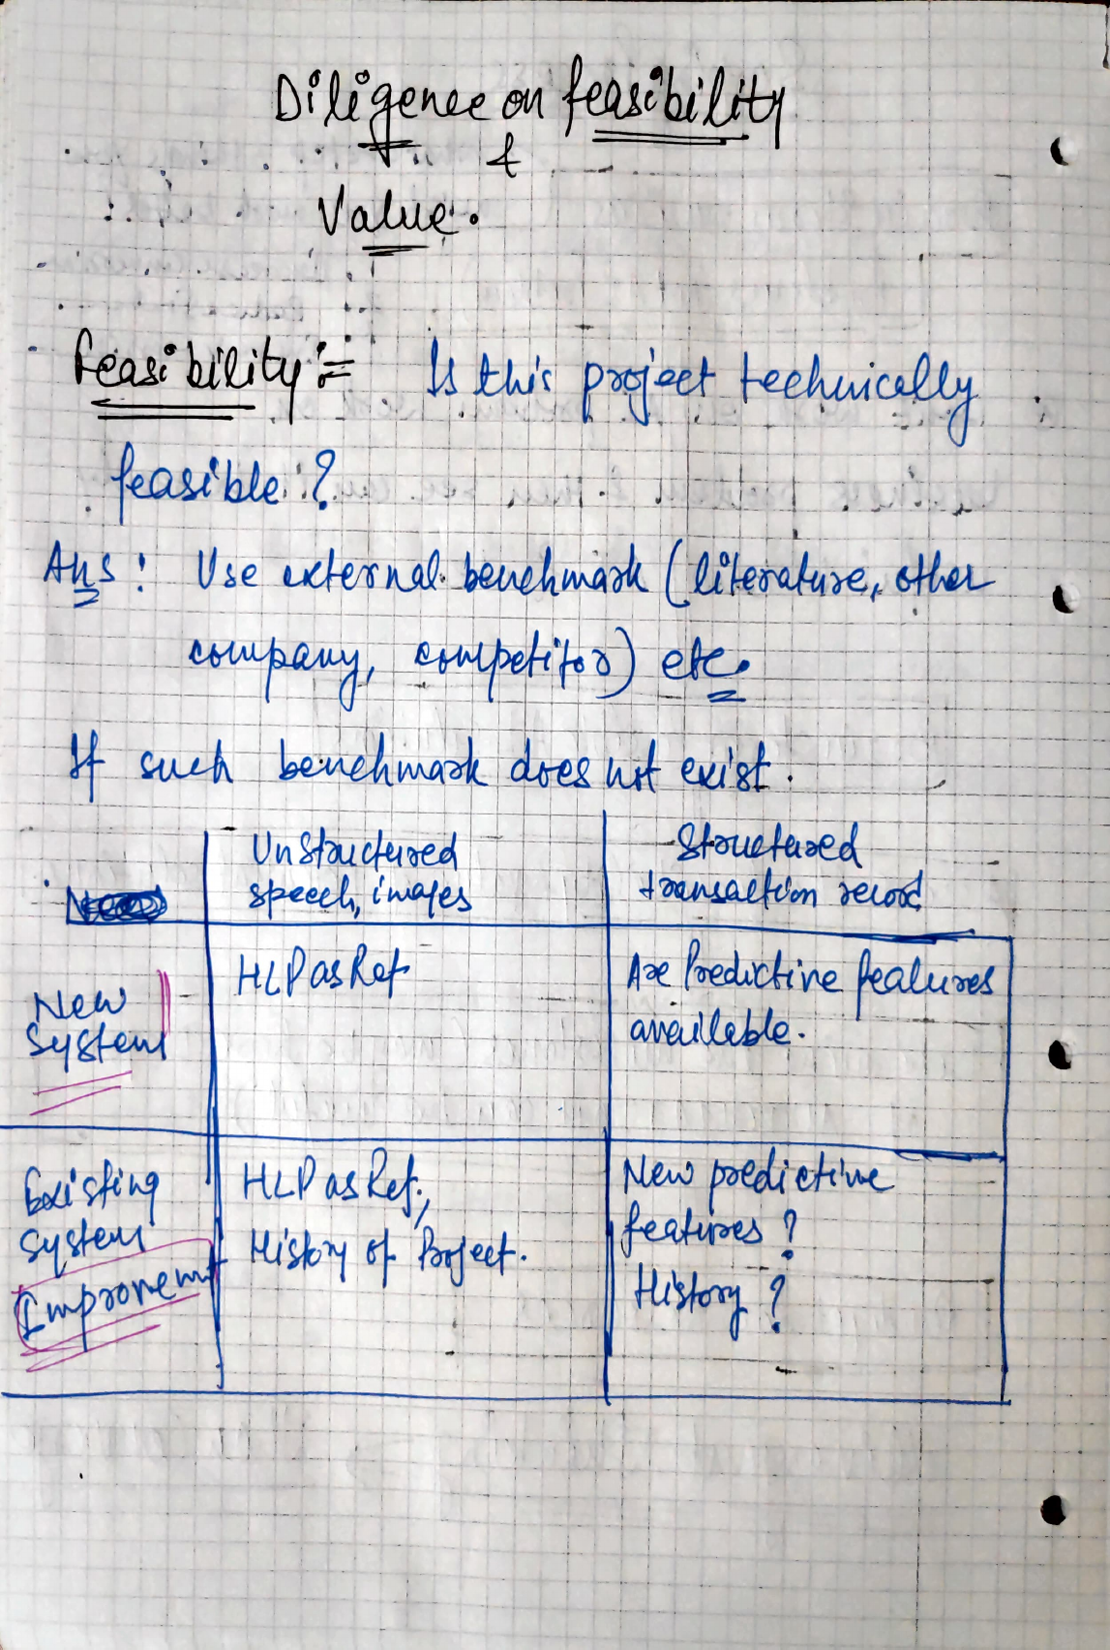 Diligence on feasibility
&
Value.
Feasibility := Is this project technically
feasible ?
Ans : Use external benchmark (literature, other
company, competitor) etc.
If such benchmark does not exist.
Unstructured
speech, images
Structured
transaction record
New
System
HLP as Ref
Are Predictive features
available.
Existing
System
Improvemt
HLP as Ref.,
History of Project.
New predictive
features ?
History ?